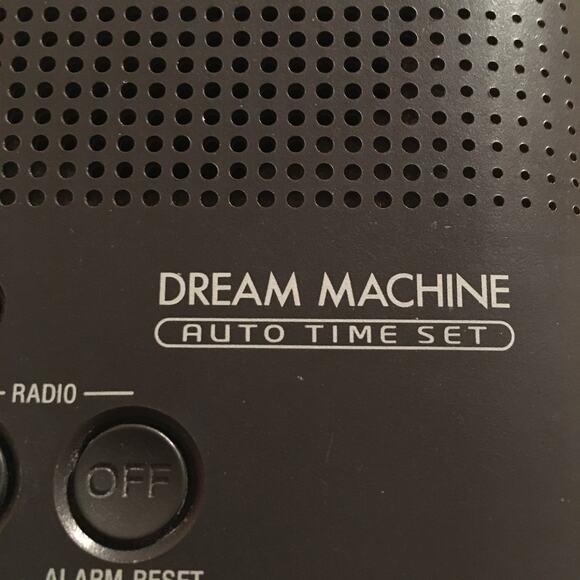 DREAM MACHINE
AUTO TIME SET
RADIO
OFF
ALARM RESET